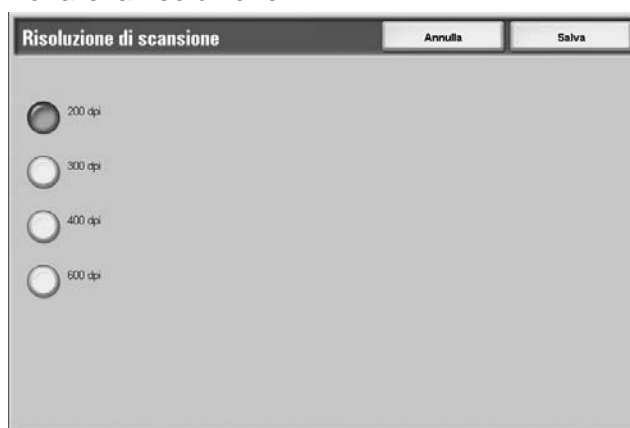 Risoluzione di scansione
Annulla
Salva
200 dpi
300 dpi
400 dpi
600 dpi